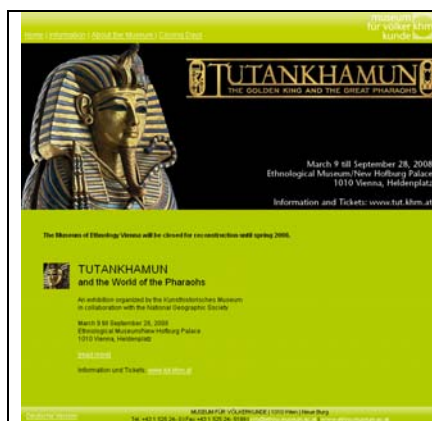 museum
für völker khm
kunde
Home | Information | About the Museum | Closing Days
TUTANKHAMUN
THE GOLDEN KING AND THE GREAT PHARAOHS
March 9 till September 28, 2008
Ethnological Museum/New Hofburg Palace
1010 Vienna, Heldenplatz
Information and Tickets: www.tut.khm.at
The Museum of Ethnology Vienna will be closed for reconstruction until spring
TUTANKHAMUN
and the World of the Pharaohs
An exhibition organized by the Kunsthistorisches Museum
in collaboration with the National Geographic Society
March 9 till September 28, 2008
Ethnological Museum/New Hofburg Palace
1010 Vienna, Heldenplatz
[read more]
Information und Tickets: www.tut.khm.at
Deutsche Version
MUSEUM FÜR VÖLKERKUNDE | 1010 Wien | Neue Burg